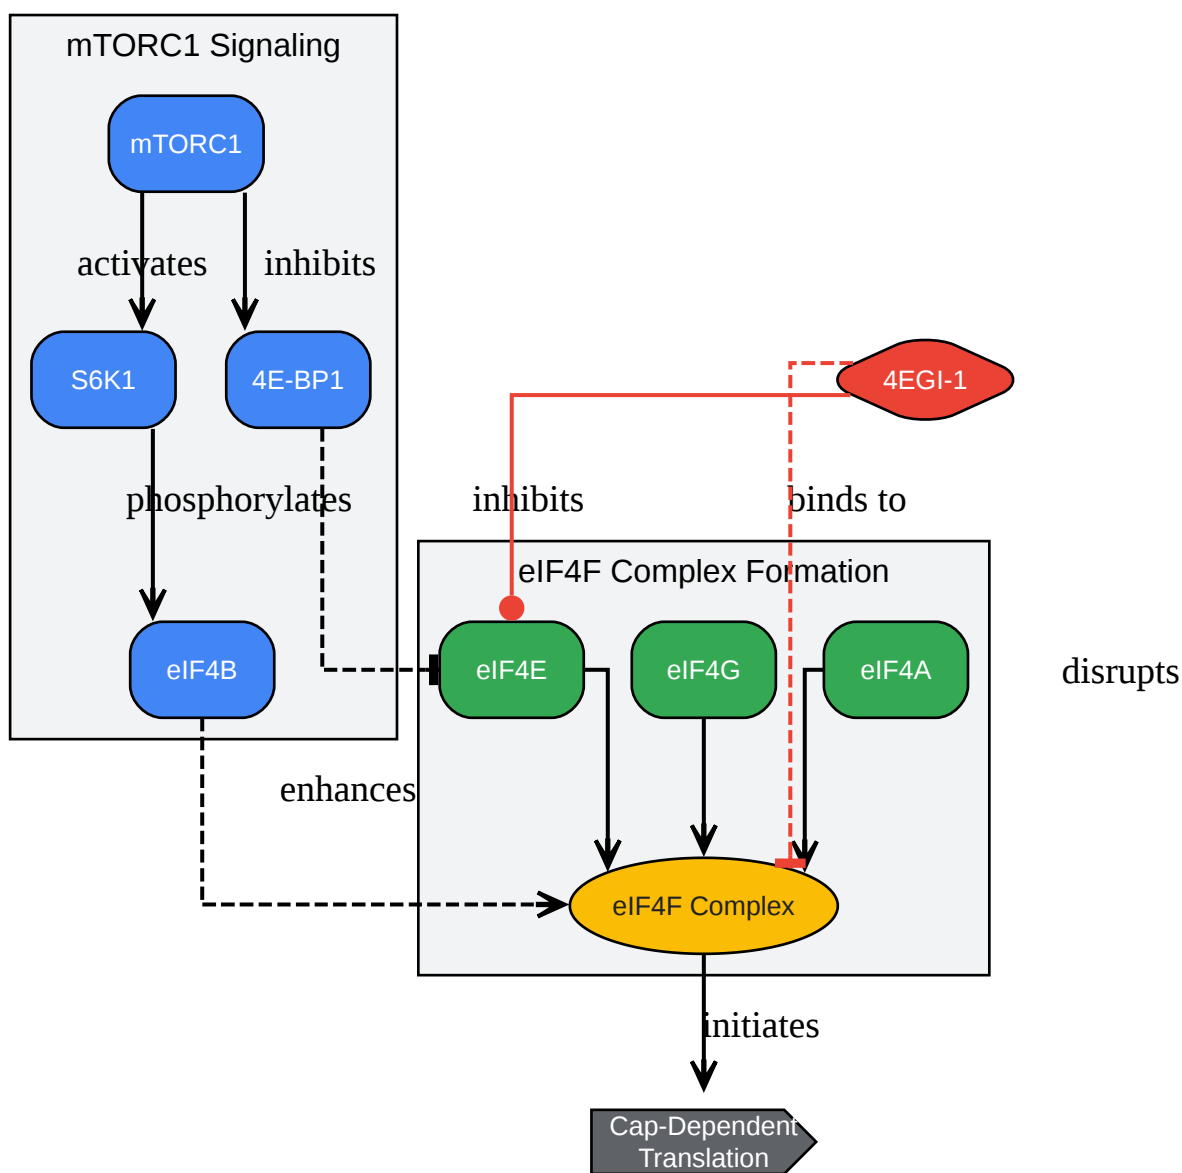 mTORC1 Signaling
mTORC1
activates
inhibits
S6K1
4E-BP1
4EGI-1
phosphorylates
inhibits
binds to
eIF4F Complex Formation
eIF4B
eIF4E
eIF4G
eIF4A
disrupts
enhances
eIF4F Complex
initiates
Cap-Dependent
Translation